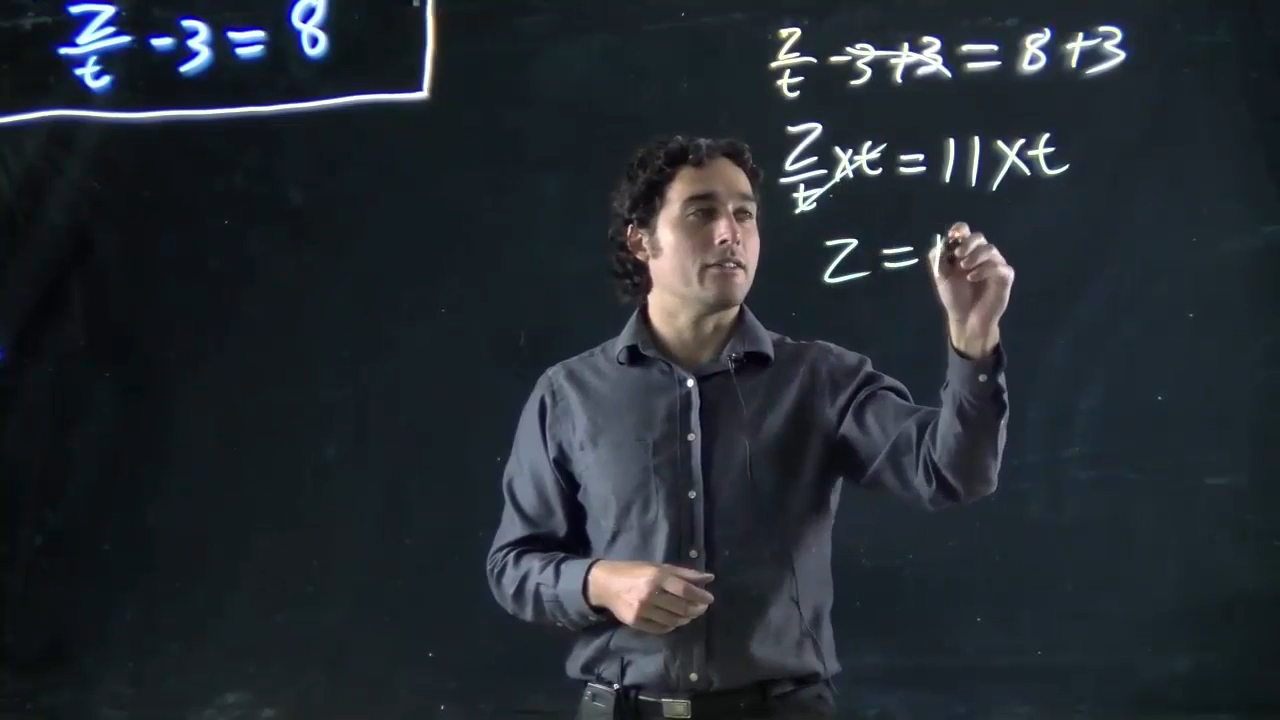 z/t - 3 = 8
z/t - 3 + 3 = 8 + 3
z/t x t = 11 x t
z = 1